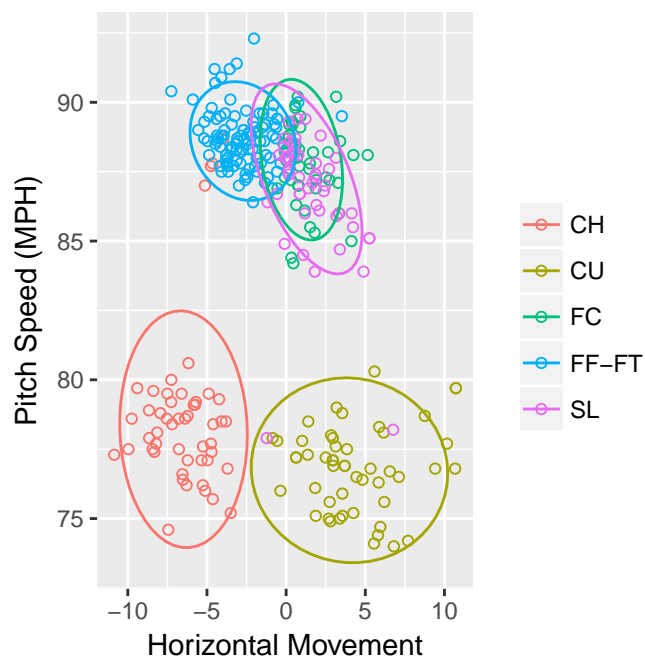 90
85
80
75
−10 −5 0 5 10
Horizontal Movement
Pitch Speed (MPH)
CH
CU
FC
FF−FT
SL